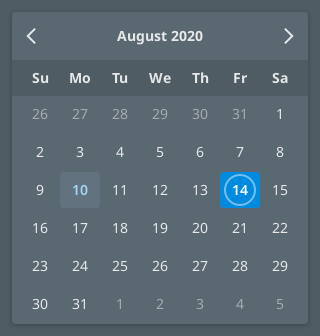 August 2020
Su Mo Tu We Th Fr Sa
26 27 28 29 30 31 1
2 3 4 5 6 7 8
9 10 11 12 13 14 15
16 17 18 19 20 21 22
23 24 25 26 27 28 29
30 31 1 2 3 4 5